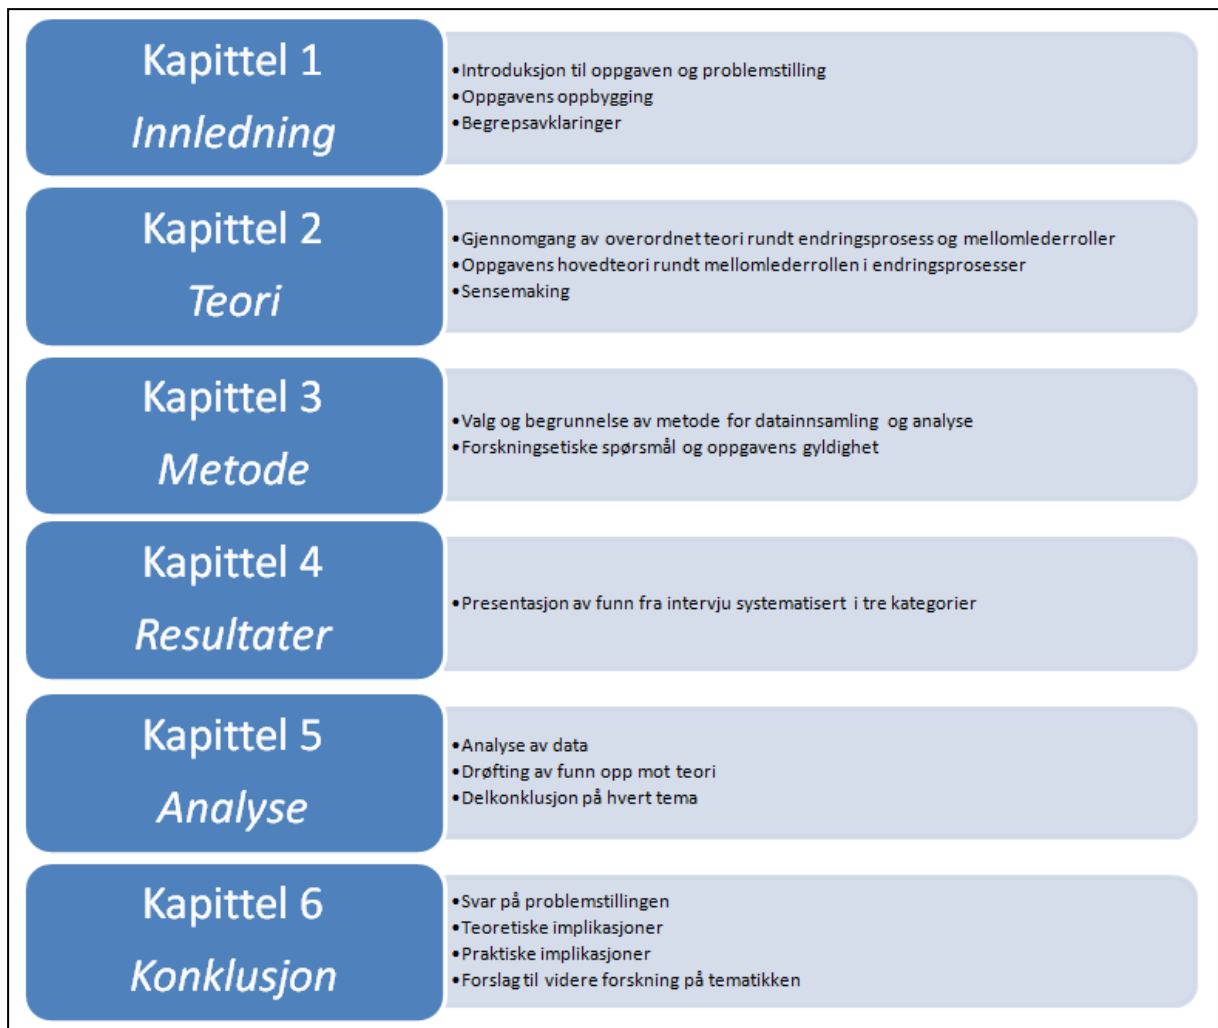 Kapittel 1
Innledning
•Introduksjon til oppgaven og problemstilling
•Oppgavens oppbygging
•Begrepsavklaringer
Kapittel 2
Teori
•Gjennomgang av overordnet teori rundt endringsprosess og mellomlederroller
•Oppgavens hovedteori rundt mellomlederrollen i endringsprosesser
•Sensemaking
Kapittel 3
Metode
•Valg og begrunnelse av metode for datainnsamling og analyse
•Forskningsetiske spørsmål og oppgavens gyldighet
Kapittel 4
Resultater
•Presentasjon av funn fra intervju systematisert i tre kategorier
Kapittel 5
Analyse
•Analyse av data
•Drøfting av funn opp mot teori
•Delkonklusjon på hvert tema
Kapittel 6
Konklusjon
•Svar på problemstillingen
•Teoretiske implikasjoner
•Praktiske implikasjoner
•Forslag til videre forskning på tematikken